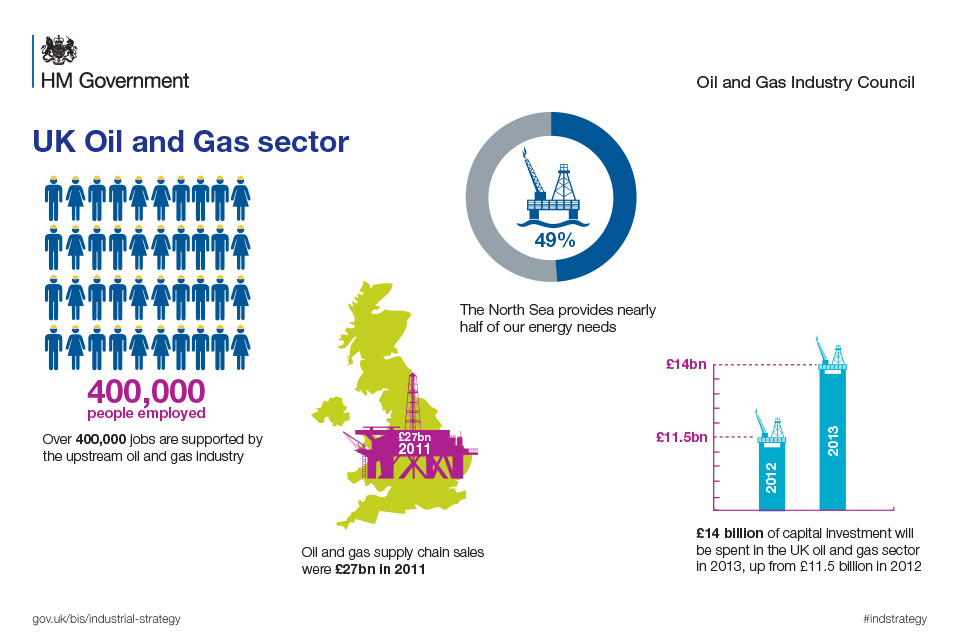 HM Government
Oil and Gas Industry Council
UK Oil and Gas sector
400,000
people employed
Over 400,000 jobs are supported by
the upstream oil and gas industry
49%
The North Sea provides nearly
half of our energy needs
£27bn
2011
Oil and gas supply chain sales
were £27bn in 2011
£14bn
£11.5bn
2012
2013
£14 billion of capital investment will
be spent in the UK oil and gas sector
in 2013, up from £11.5 billion in 2012
gov.uk/bis/industrial-strategy
#indstrategy